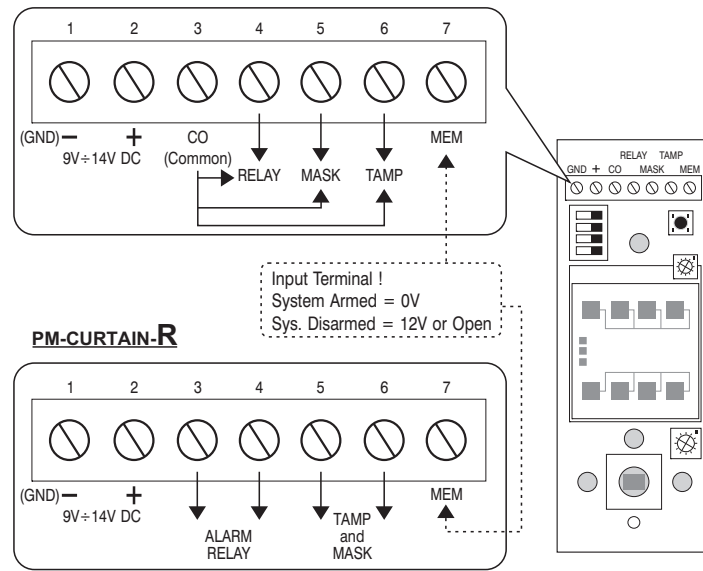 1 2 3 4 5 6 7
(GND) − + CO MEM
9V÷14V DC (Common)
RELAY MASK TAMP
RELAY TAMP
GND + CO MASK MEM
Input Terminal !
System Armed = 0V
Sys. Disarmed = 12V or Open
PM-CURTAIN-R
1 2 3 4 5 6 7
(GND) − + MEM
9V÷14V DC
ALARM
RELAY
TAMP
and
MASK